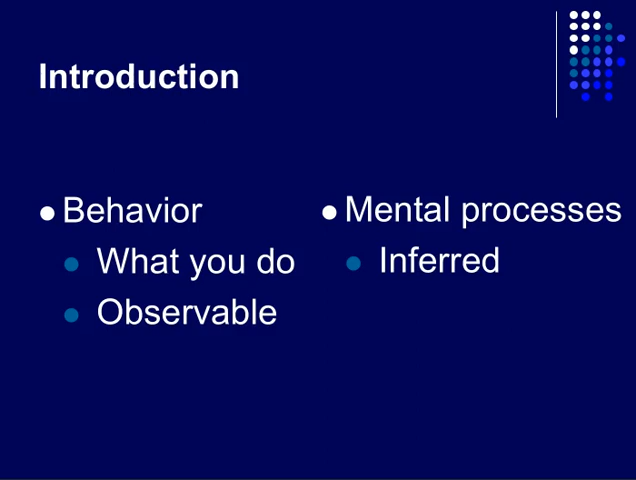 Introduction
Behavior
What you do
Observable
Mental processes
Inferred